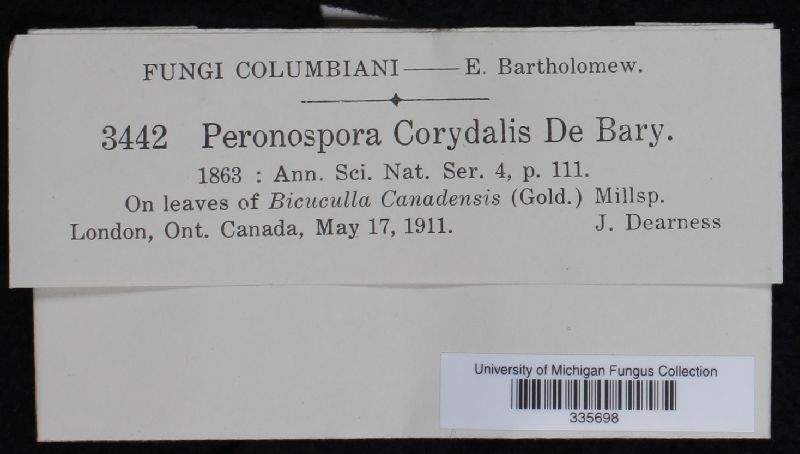 FUNGI COLUMBIANI——E. Bartholomew.
3442 Peronospora Corydalis De Bary.
1863 : Ann. Sci. Nat. Ser. 4, p. 111.
On leaves of Bicuculla Canadensis (Gold.) Millsp.
London, Ont. Canada, May 17, 1911. J. Dearness
University of Michigan Fungus Collection
335698